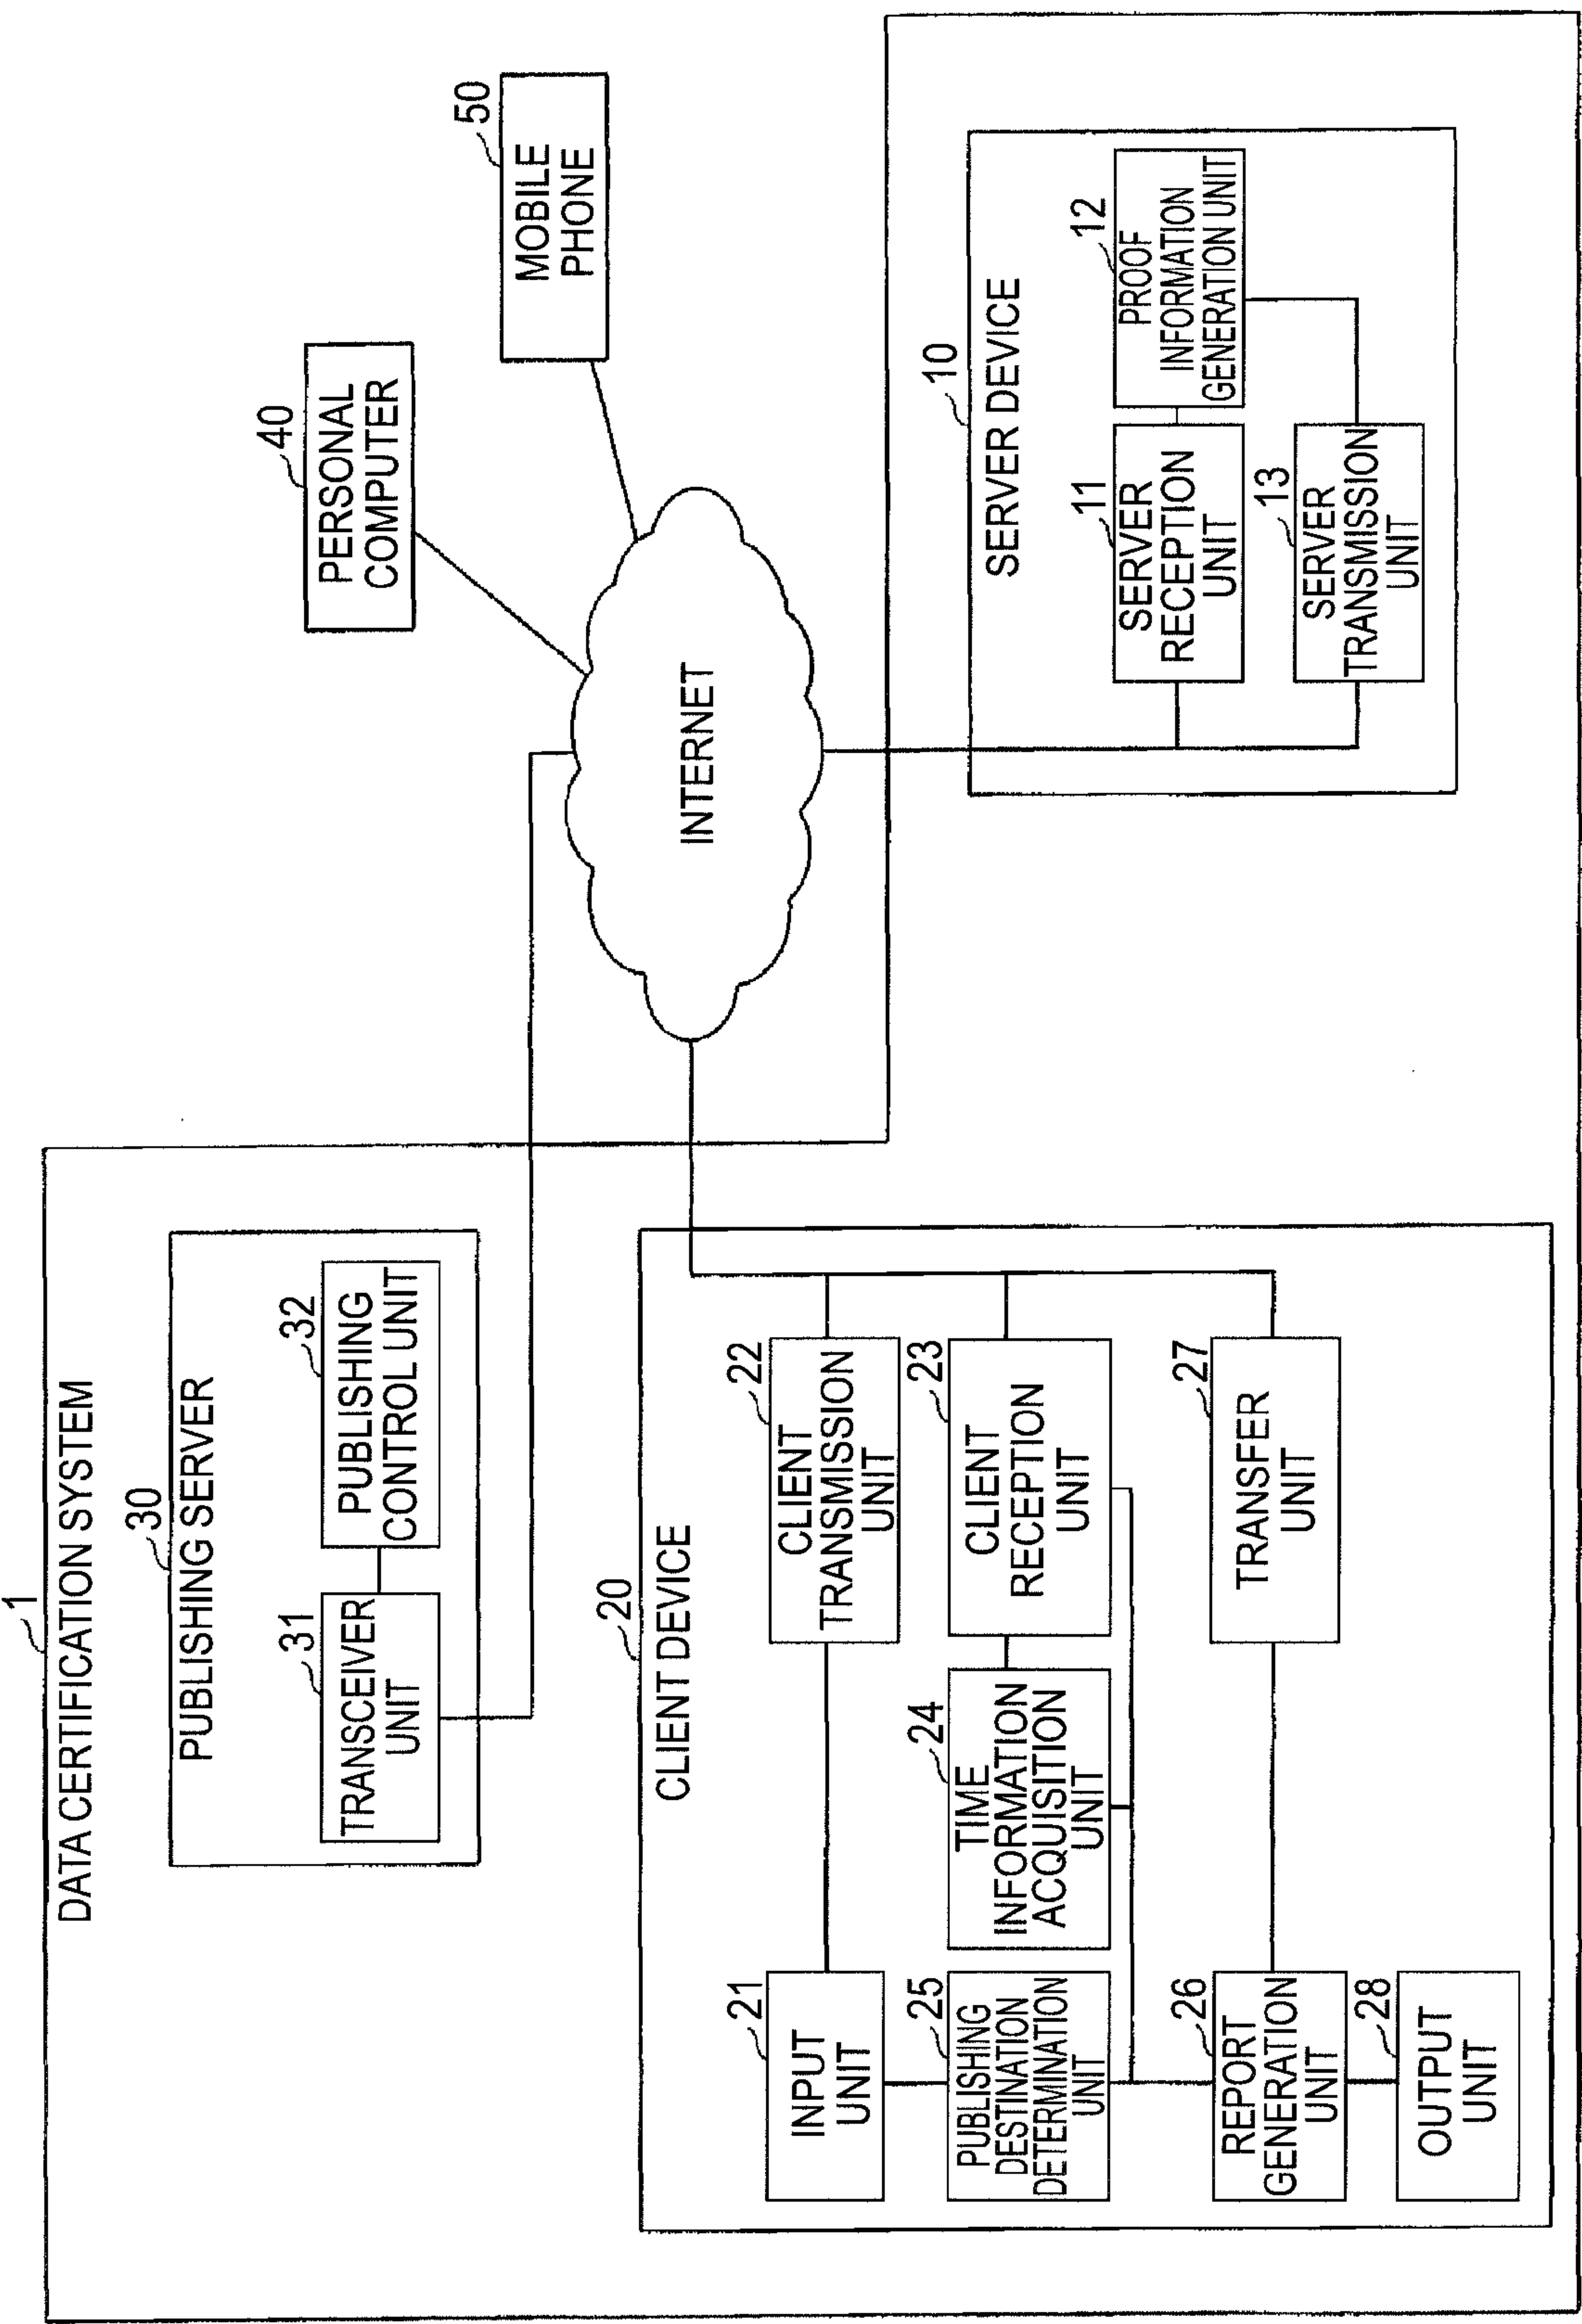 1
DATA CERTIFICATION SYSTEM
30
PUBLISHING SERVER
31
TRANSCEIVER
UNIT
32
PUBLISHING
CONTROL UNIT
40
PERSONAL
COMPUTER
50
MOBILE
PHONE
INTERNET
20
CLIENT DEVICE
21
INPUT
UNIT
22
CLIENT
TRANSMISSION
UNIT
25
PUBLISHING
DESTINATION
DETERMINATION
UNIT
24
TIME
INFORMATION
ACQUISITION
UNIT
23
CLIENT
RECEPTION
UNIT
26
REPORT
GENERATION
UNIT
27
TRANSFER
UNIT
28
OUTPUT
UNIT
10
SERVER DEVICE
11
SERVER
RECEPTION
UNIT
12
PROOF
INFORMATION
GENERATION UNIT
13
SERVER
TRANSMISSION
UNIT